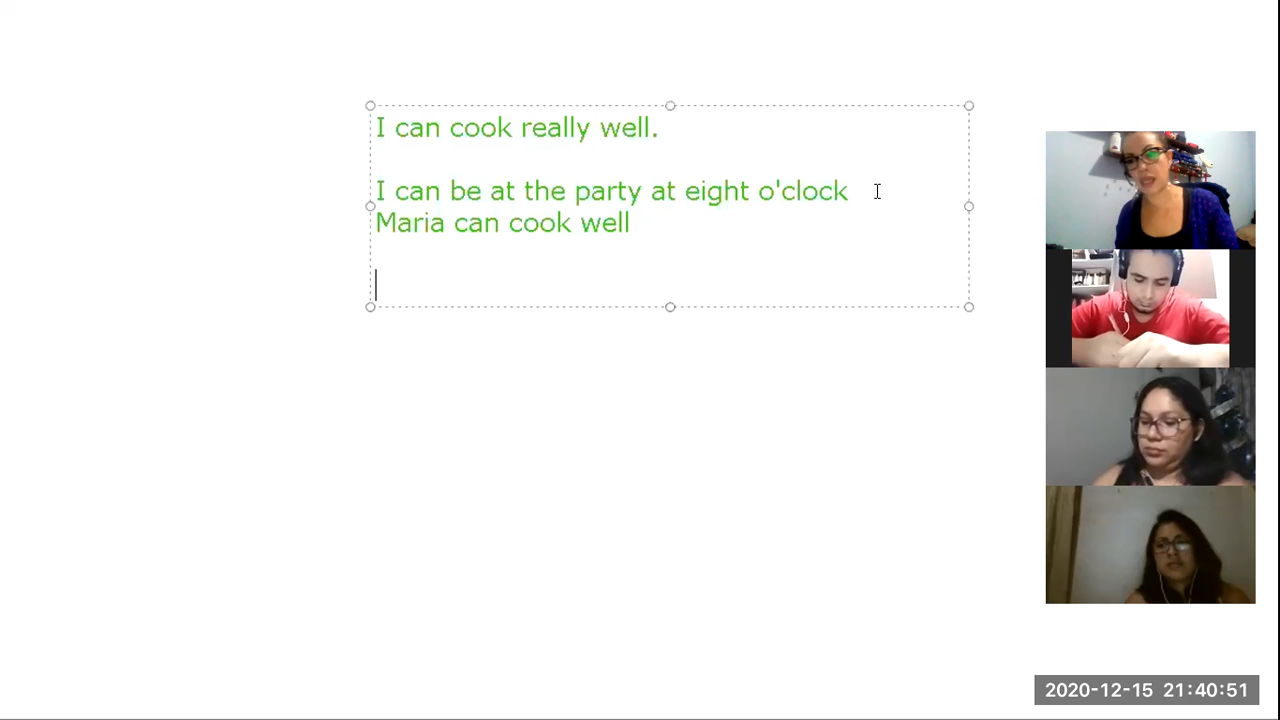 I can cook really well.
I can be at the party at eight o'clock
Maria can cook well
2020-12-15 21:40:51